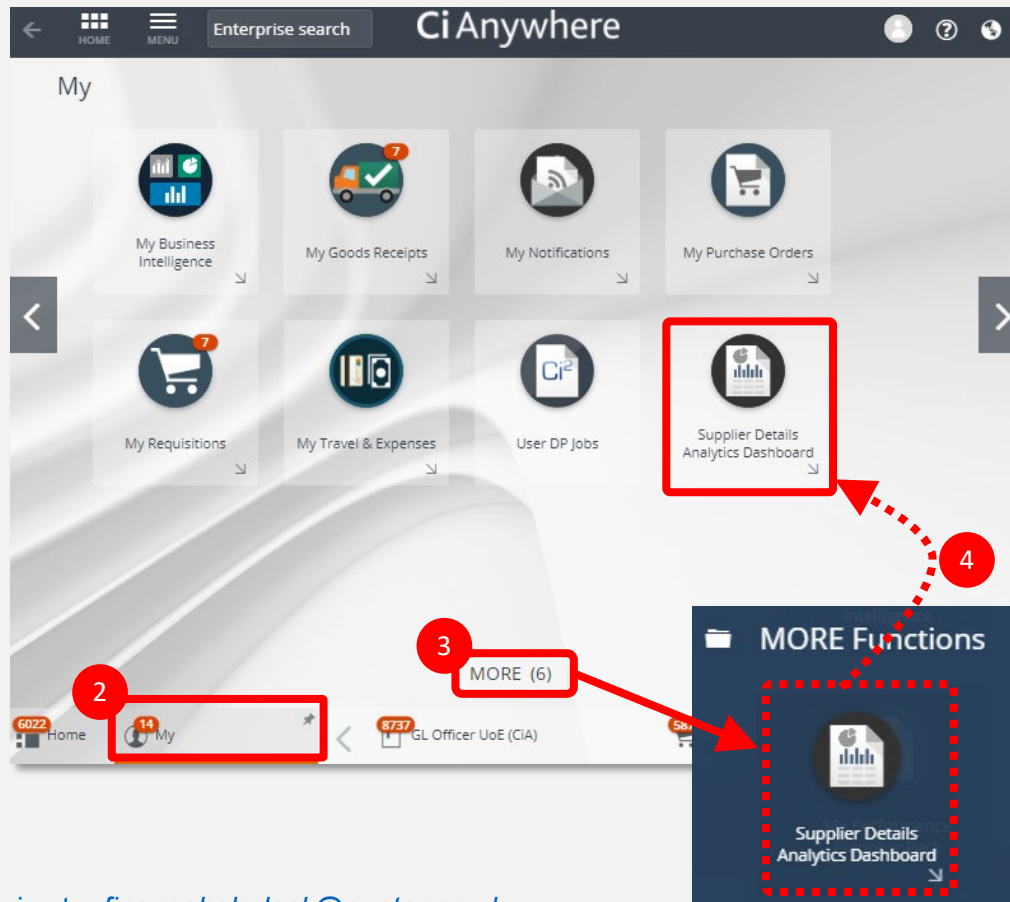 HOME
MENU
Enterprise search
Ci Anywhere
My
My Business
Intelligence
7
My Goods Receipts
My Notifications
My Purchase Orders
7
My Requisitions
My Travel & Expenses
Ci²
User DP Jobs
Supplier Details
Analytics Dashboard
4
3
MORE (6)
2
6022
Home
14
My
8737
GL Officer UoE (CiA)
MORE Functions
Supplier Details
Analytics Dashboard